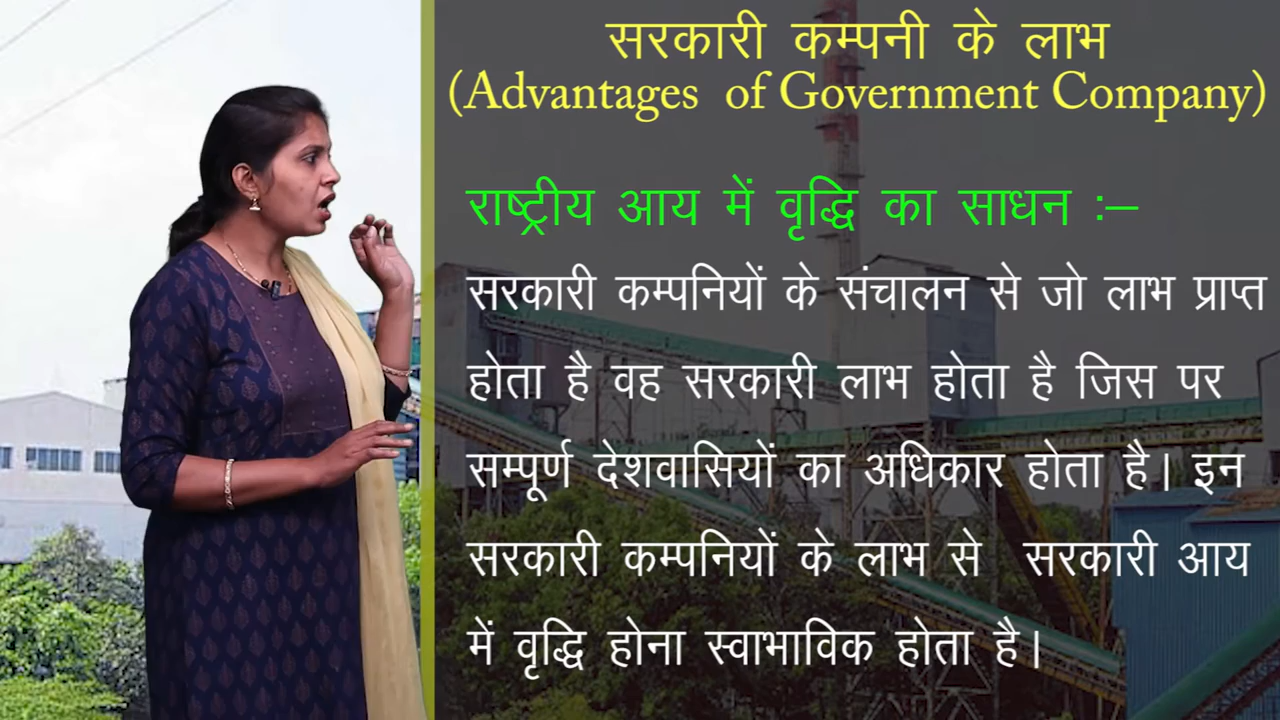 सरकारी कम्पनी के लाभ
(Advantages of Government Company)
राष्ट्रीय आय में वृद्धि का साधन :–
सरकारी कम्पनियों के संचालन से जो लाभ प्राप्त
होता है वह सरकारी लाभ होता है जिस पर
सम्पूर्ण देशवासियों का अधिकार होता है। इन
सरकारी कम्पनियों के लाभ से सरकारी आय
में वृद्धि होना स्वाभाविक होता है।